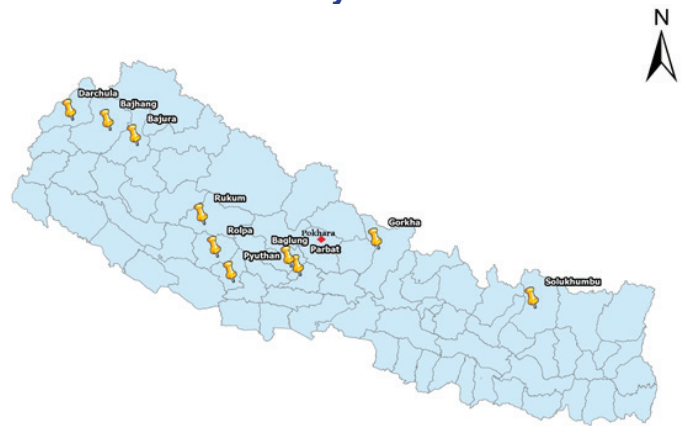 N
Darchula
Bajhang
Bajura
Rukum
Rolpa
Pokhara
Gorkha
Baglung
Parbat
Pyuthan
Solukhumbu